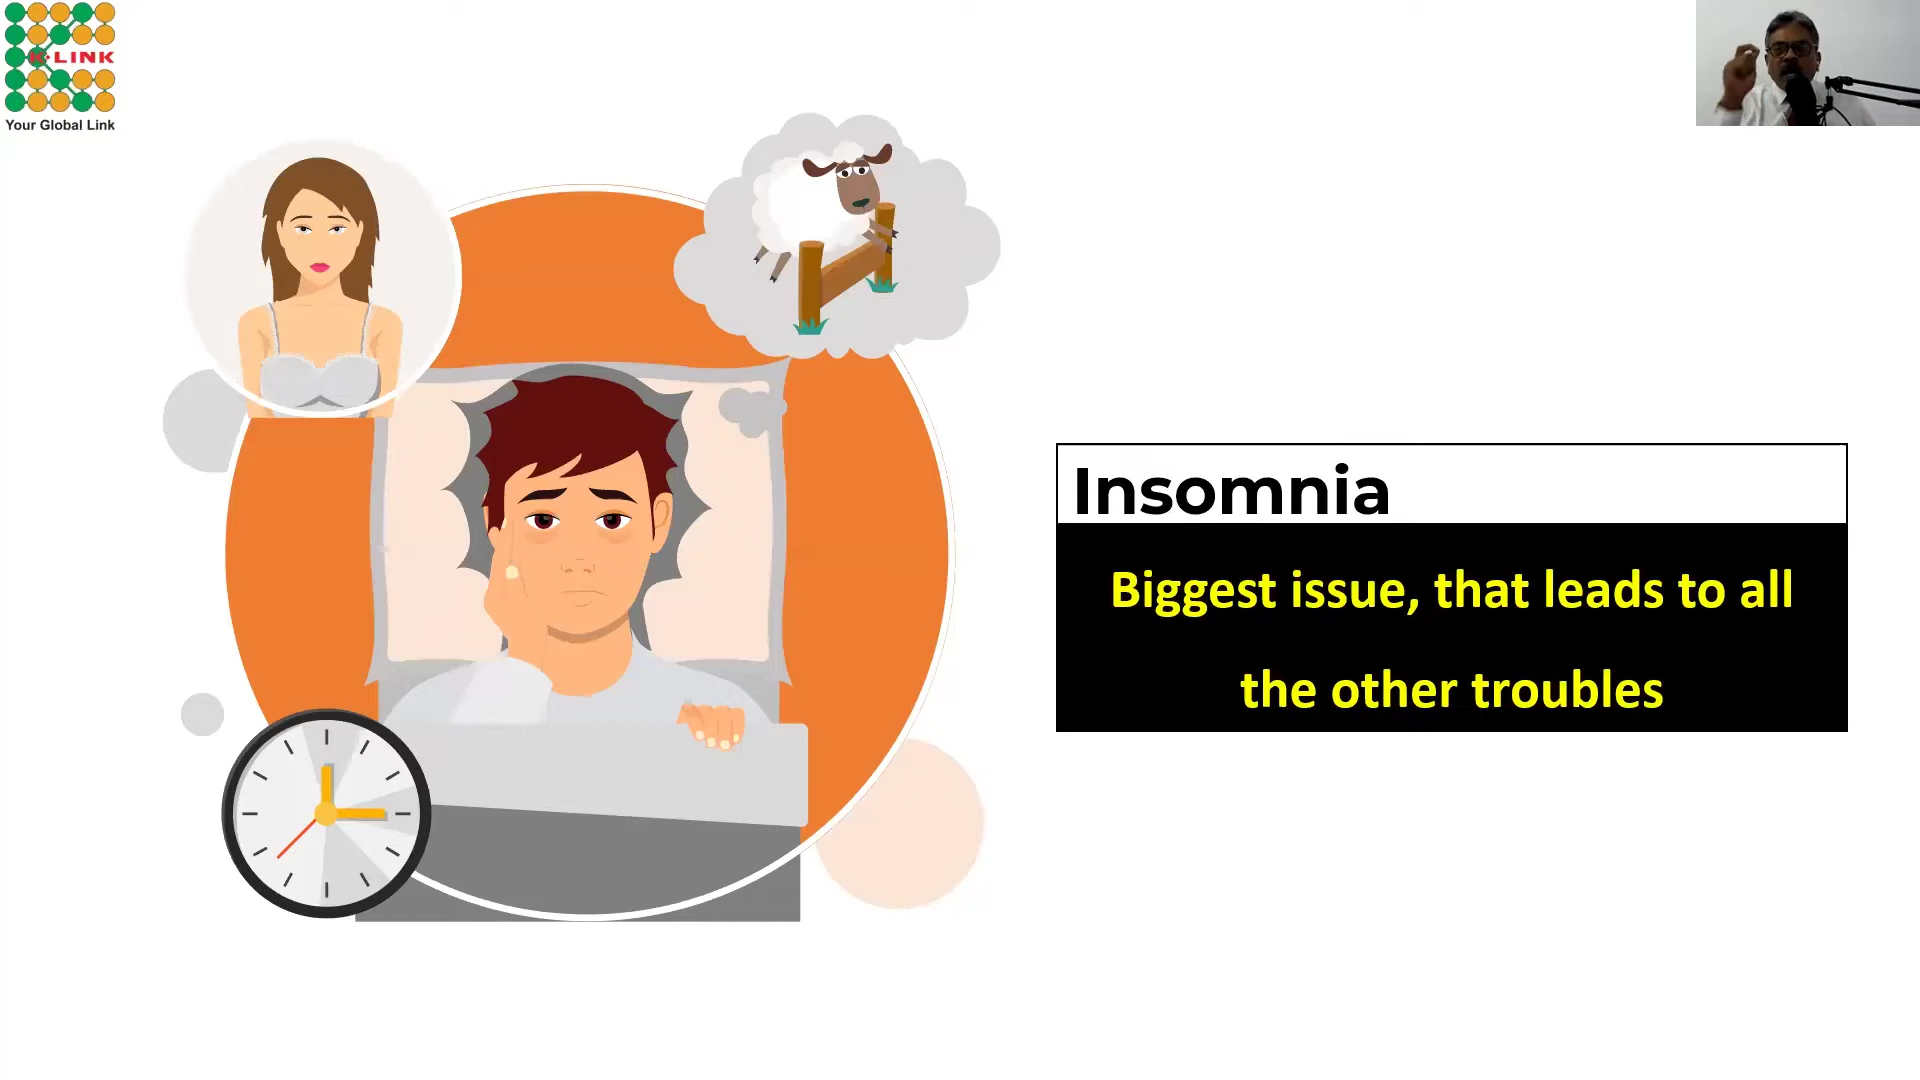 K-LINK
Your Global Link
Insomnia
Biggest issue, that leads to all
the other troubles